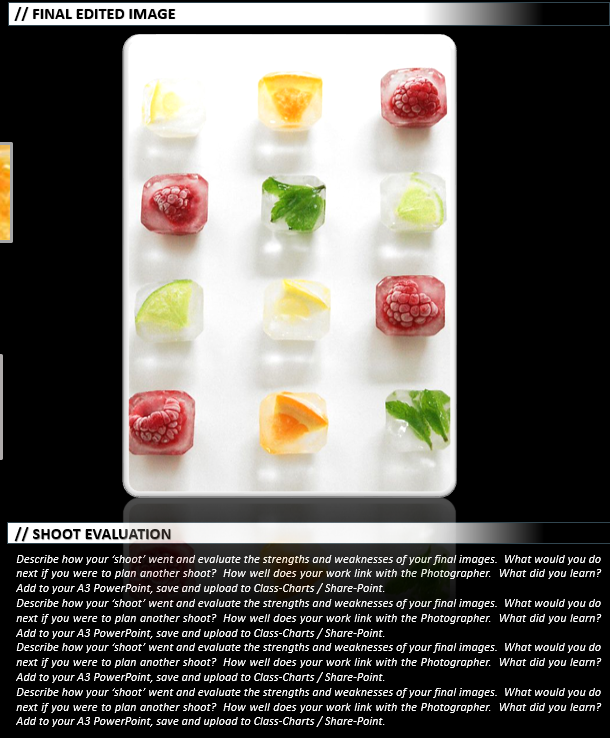 // FINAL EDITED IMAGE
// SHOOT EVALUATION
Describe how your ‘shoot’ went and evaluate the strengths and weaknesses of your final images.  What would you do
next if you were to plan another shoot?  How well does your work link with the Photographer.  What did you learn?
Add to your A3 PowerPoint, save and upload to Class-Charts / Share-Point.
Describe how your ‘shoot’ went and evaluate the strengths and weaknesses of your final images.  What would you do
next if you were to plan another shoot?  How well does your work link with the Photographer.  What did you learn?
Add to your A3 PowerPoint, save and upload to Class-Charts / Share-Point.
Describe how your ‘shoot’ went and evaluate the strengths and weaknesses of your final images.  What would you do
next if you were to plan another shoot?  How well does your work link with the Photographer.  What did you learn?
Add to your A3 PowerPoint, save and upload to Class-Charts / Share-Point.
Describe how your ‘shoot’ went and evaluate the strengths and weaknesses of your final images.  What would you do
next if you were to plan another shoot?  How well does your work link with the Photographer.  What did you learn?
Add to your A3 PowerPoint, save and upload to Class-Charts / Share-Point.